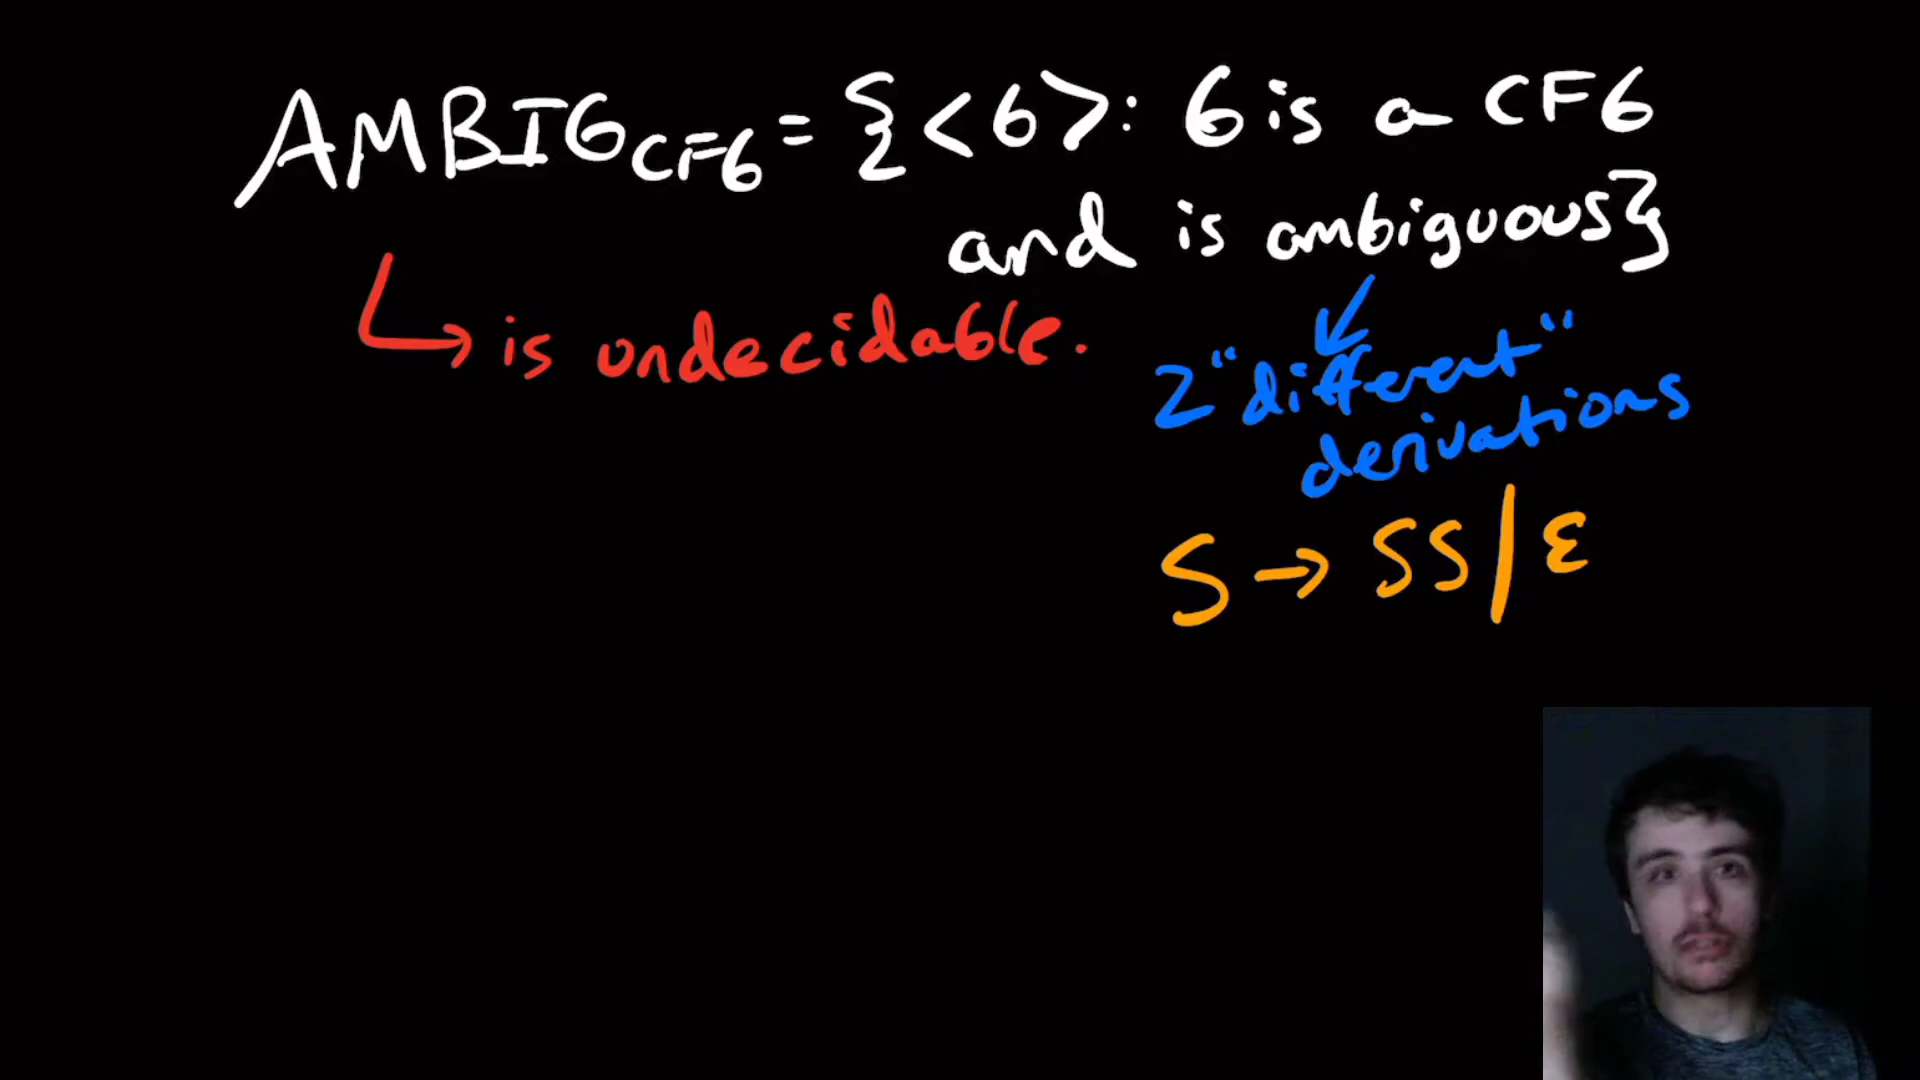 AMBIG_CFG = {<G>: G is a CFG
and is ambiguous}
↳ is undecidable.
2 "different"
derivations
S → SS | ε